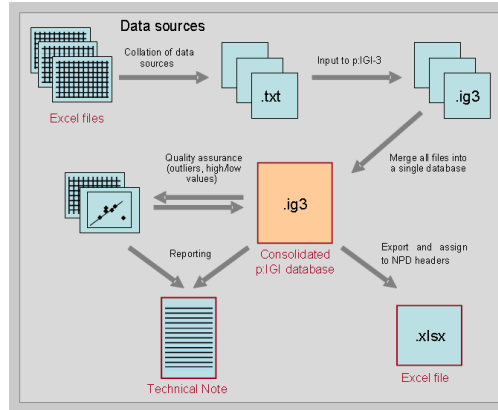 Data sources
Collation of data
sources
Input to p:IGI-3
.txt
.ig3
Excel files
Merge all files into
a single database
Quality assurance
(outliers, high/low
values)
.ig3
Reporting
Consolidated
p:IGI database
Export and assign
to NPD headers
.xlsx
Technical Note
Excel file